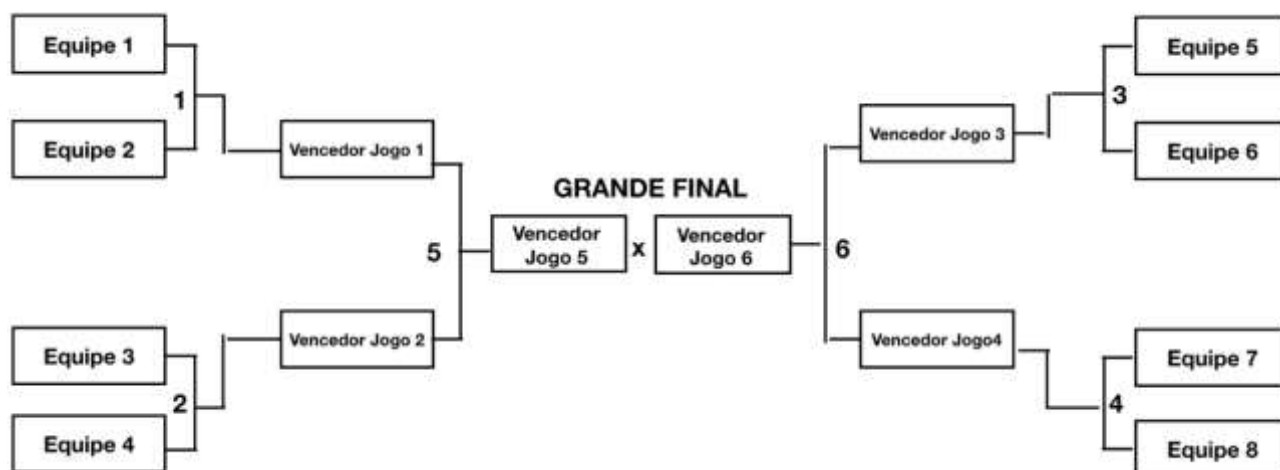 Equipe 1
Equipe 2
1
Vencedor Jogo 1
Equipe 3
Equipe 4
2
Vencedor Jogo 2
5
GRANDE FINAL
Vencedor
Jogo 5
x
Vencedor
Jogo 6
6
Vencedor Jogo 3
3
Equipe 5
Equipe 6
Vencedor Jogo4
4
Equipe 7
Equipe 8